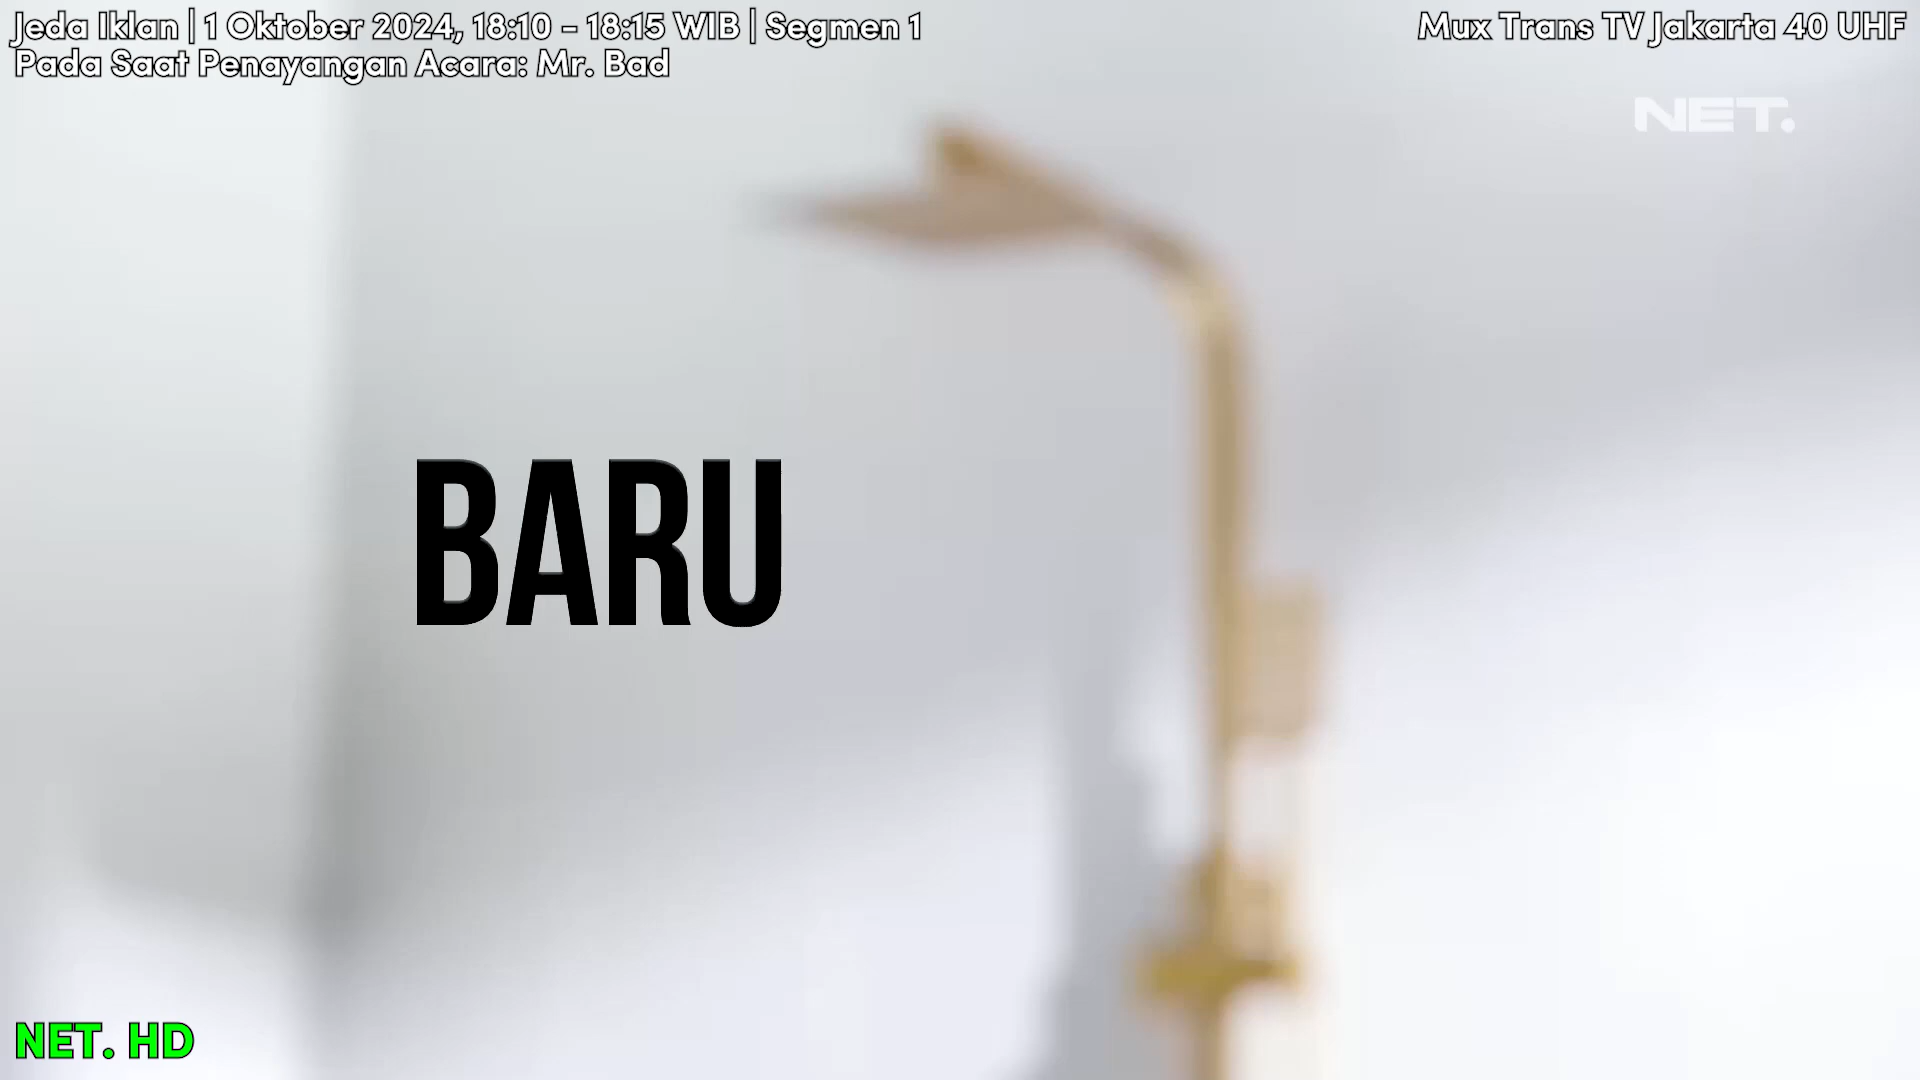 Jeda Iklan | 1 Oktober 2024, 18:10 - 18:15 WIB | Segmen 1
Mux Trans TV Jakarta 40 UHF
Pada Saat Penayangan Acara: Mr. Bad
NET.
BARU
NET. HD